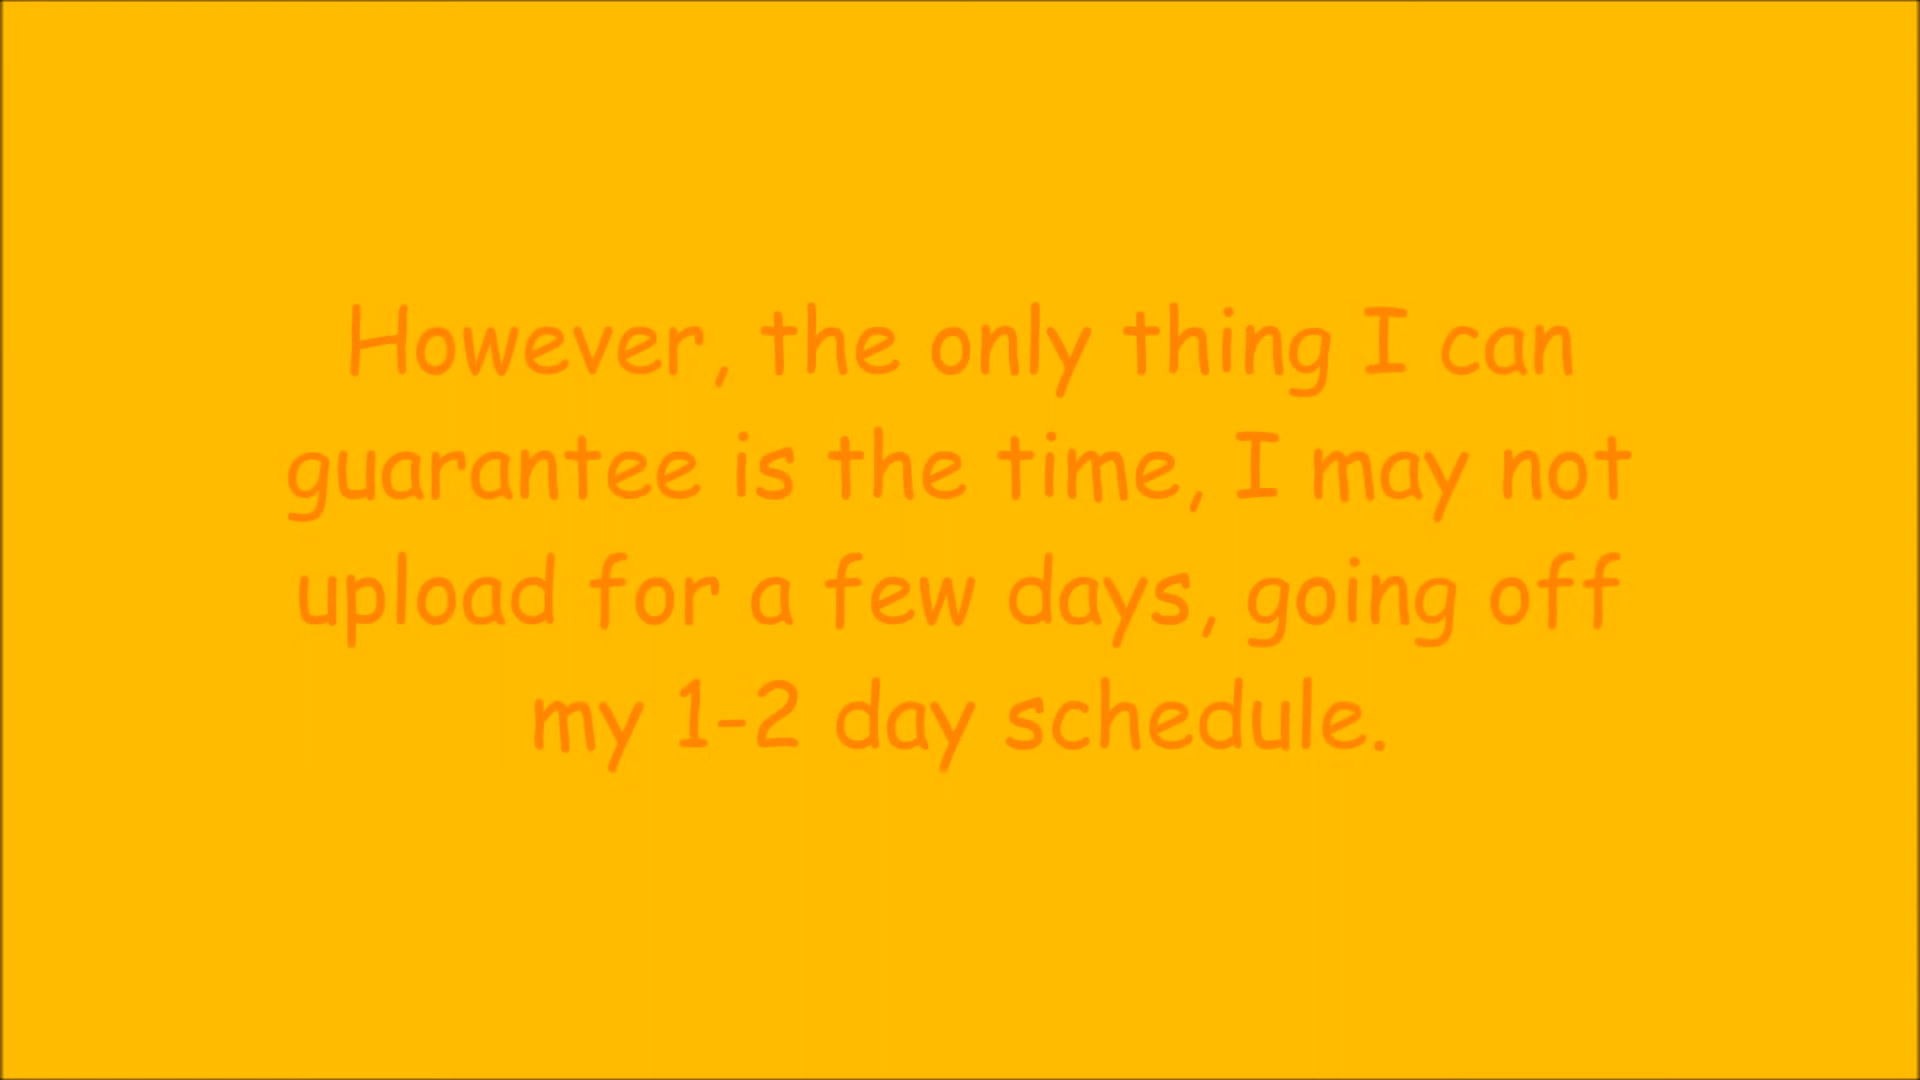 However, the only thing I can
guarantee is the time, I may not
upload for a few days, going off
my 1-2 day schedule.